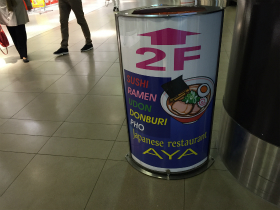 2F
SUSHI
RAMEN
UDON
DONBURI
PHO
Japanese restaurant
AYA